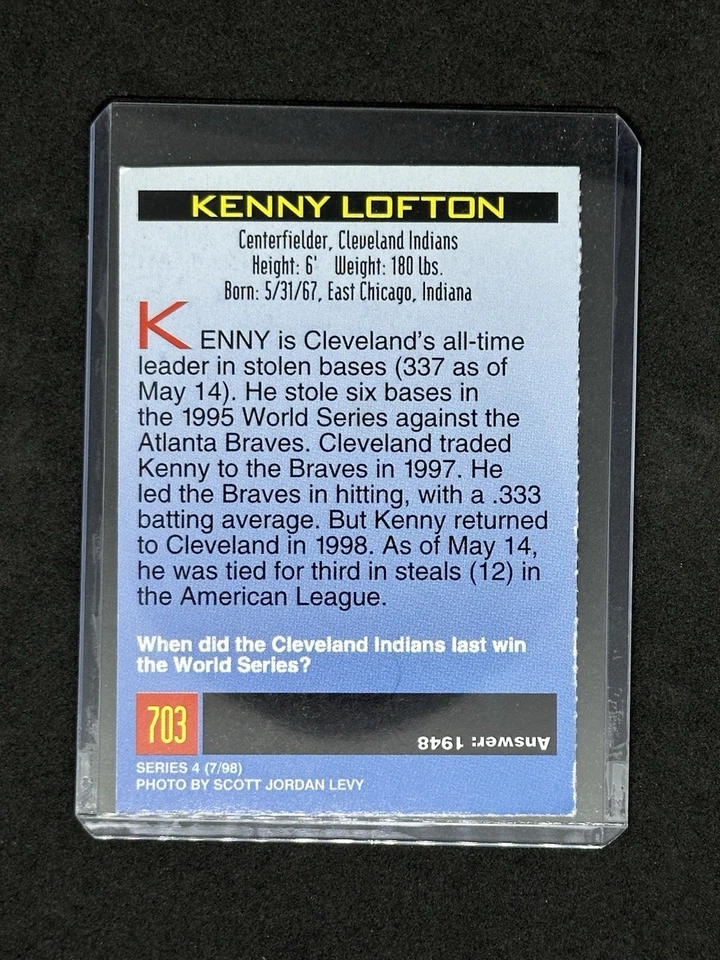 KENNY LOFTON
Centerfielder, Cleveland Indians
Height: 6' Weight: 180 lbs.
Born: 5/31/67, East Chicago, Indiana
KENNY is Cleveland's all-time
leader in stolen bases (337 as of
May 14). He stole six bases in
the 1995 World Series against the
Atlanta Braves. Cleveland traded
Kenny to the Braves in 1997. He
led the Braves in hitting, with a .333
batting average. But Kenny returned
to Cleveland in 1998. As of May 14,
he was tied for third in steals (12) in
the American League.
When did the Cleveland Indians last win
the World Series?
703
Answer: 1948
SERIES 4 (7/98)
PHOTO BY SCOTT JORDAN LEVY